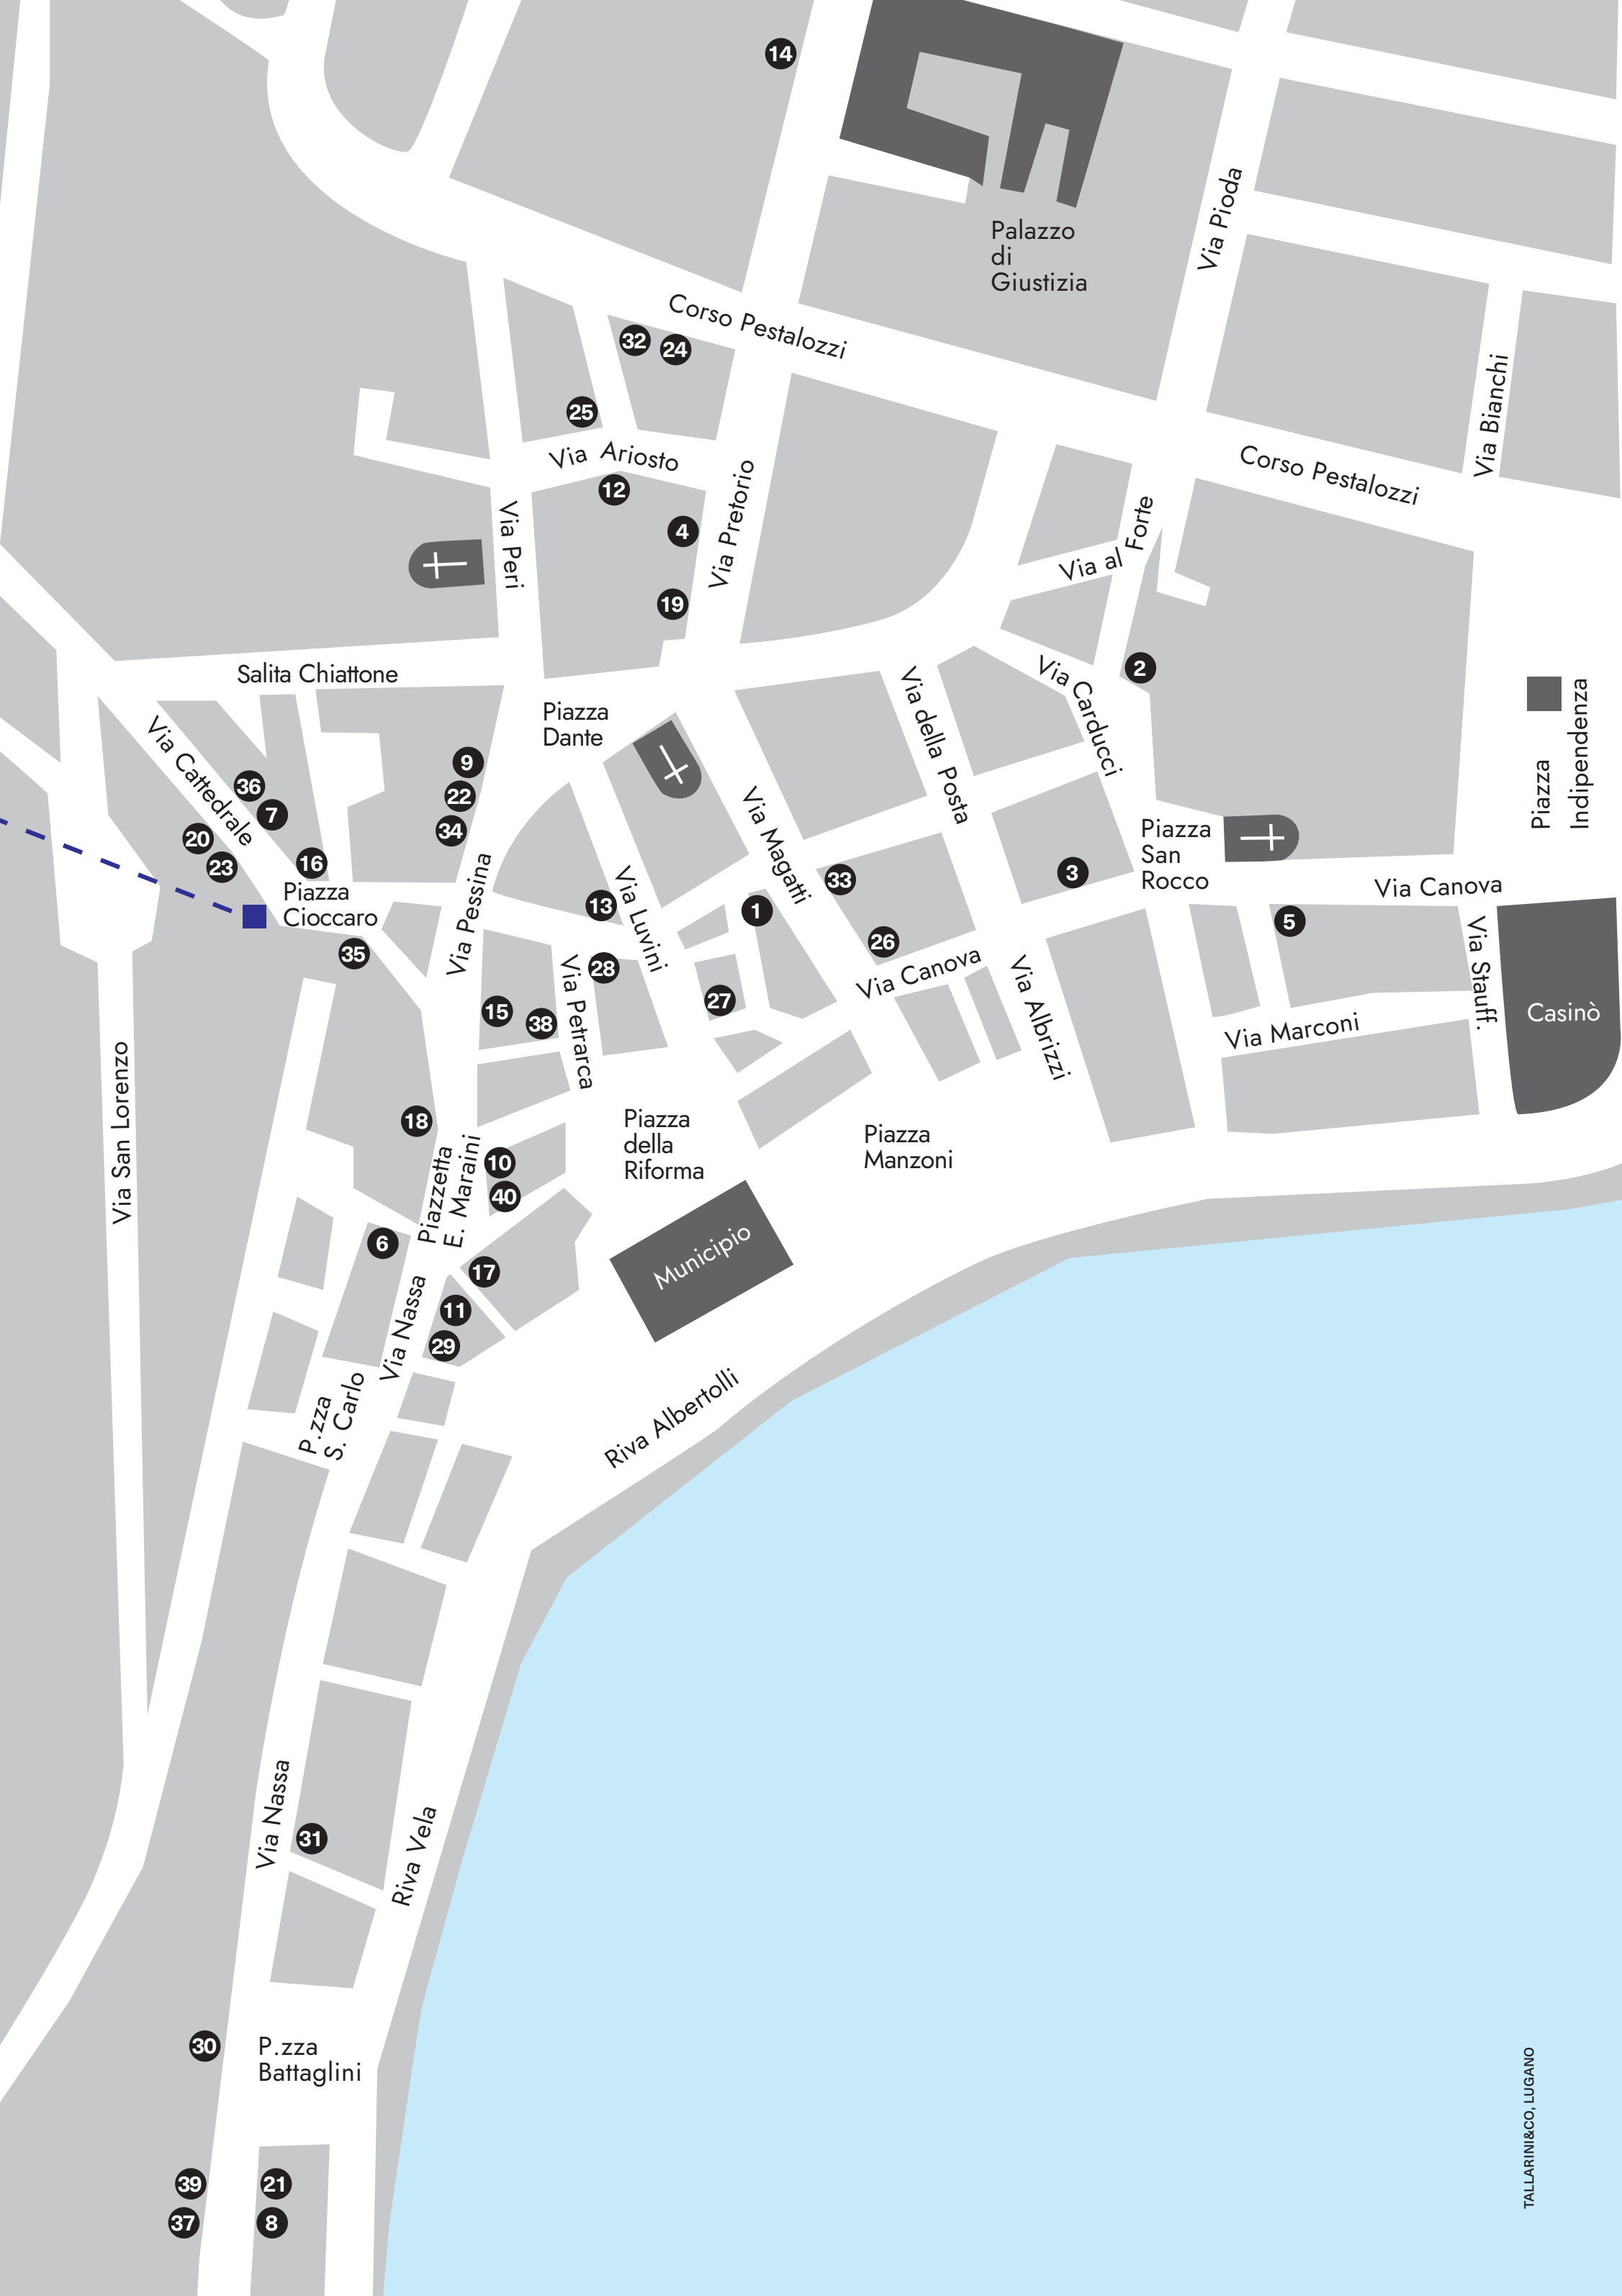 14
Palazzo
di
Giustizia
Via Pioda
Corso Pestalozzi
32
24
25
Via Ariosto
12
4
19
Via Pretorio
Via Peri
Via Bianchi
Corso Pestalozzi
Via al Forte
2
Salita Chiattone
Piazza
Dante
Via della Posta
Via Carducci
Piazza
Indipendenza
Via Cattedrale
36
7
20
23
16
9
22
34
Piazza
Cioccaro
35
Via Pessina
13
Via Luvini
Via Magatti
33
1
26
3
Piazza
San
Rocco
Via Canova
5
Via Canova
Via Stauff.
Casinò
28
Via Petrarca
15
38
27
Via Albrizzi
Via Marconi
Via San Lorenzo
18
Piazzetta
E. Maraini
10
40
Piazza
della
Riforma
Piazza
Manzoni
Municipio
6
17
11
29
Via Nassa
P.zza
S. Carlo
Riva Albertolli
Via Nassa
31
Riva Vela
30
P.zza
Battaglini
39
21
37
8
TALLARINI&CO, LUGANO